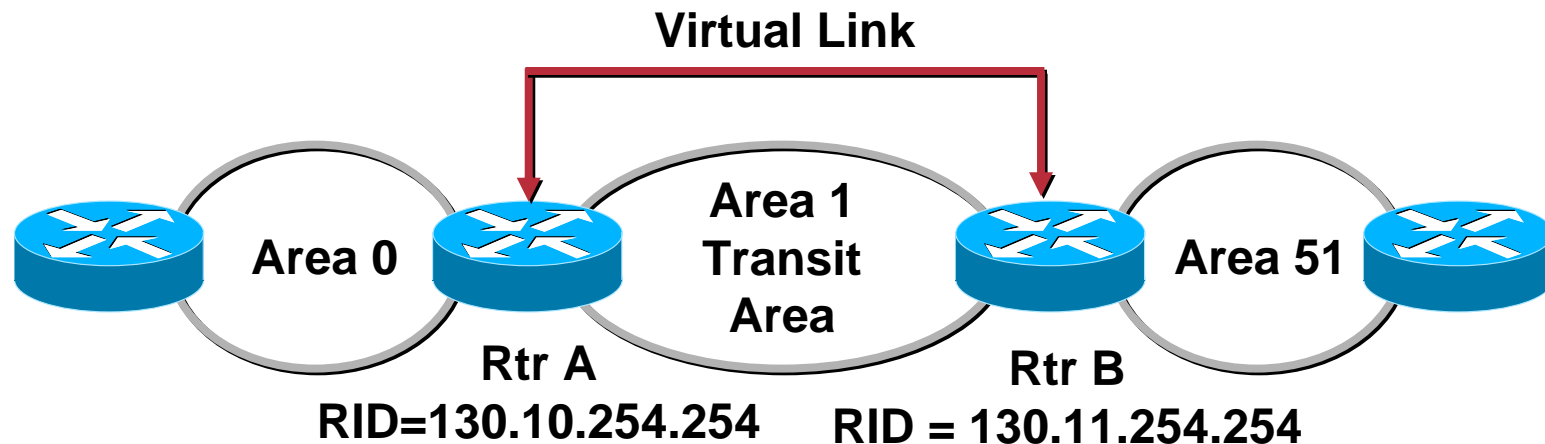 Virtual Link
Area 0
Area 1
Transit
Area
Area 51
Rtr A
RID=130.10.254.254
Rtr B
RID = 130.11.254.254